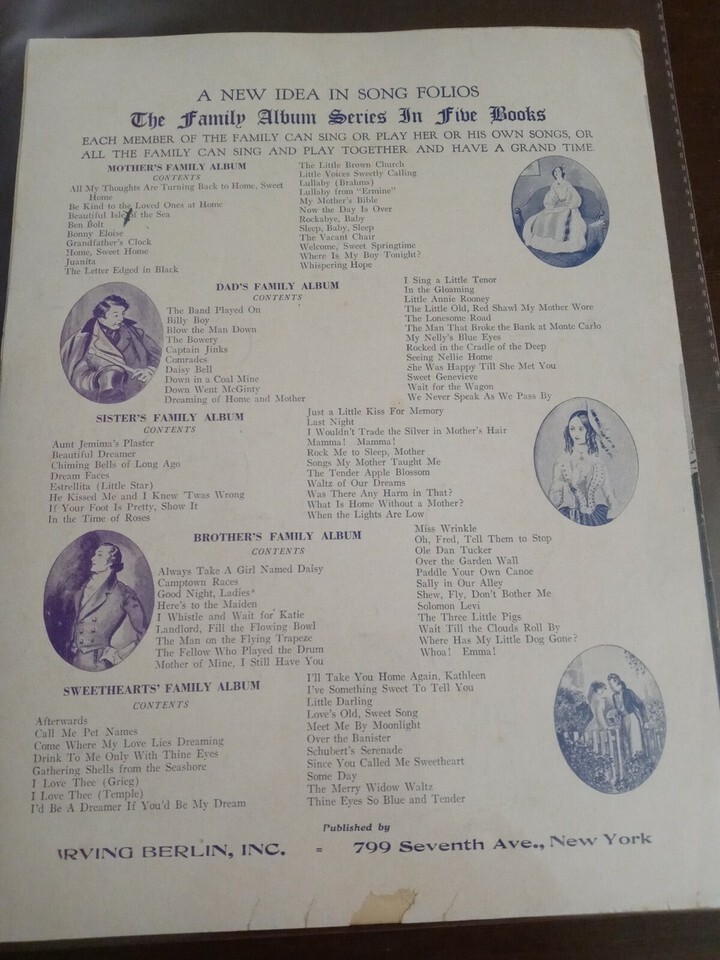 A NEW IDEA IN SONG FOLIOS
The Family Album Series In Five Books
EACH MEMBER OF THE FAMILY CAN SING OR PLAY HER OR HIS OWN SONGS, OR
ALL THE FAMILY CAN SING AND PLAY TOGETHER AND HAVE A GRAND TIME
MOTHER'S FAMILY ALBUM
CONTENTS
All My Thoughts Are Turning Back to Home, Sweet
Home
Be Kind to the Loved Ones at Home
Beautiful Isle of the Sea
Ben Bolt
Bonny Eloise
Grandfather's Clock
Home, Sweet Home
Juanita
The Letter Edged in Black
The Little Brown Church
Little Voices Sweetly Calling
Lullaby (Brahms)
Lullaby from "Ermine"
My Mother's Bible
Now the Day Is Over
Rockabye, Baby
Sleep, Baby, Sleep
The Vacant Chair
Welcome, Sweet Springtime
Where Is My Boy Tonight?
Whispering Hope
DAD'S FAMILY ALBUM
CONTENTS
The Band Played On
Billy Boy
Blow the Man Down
The Bowery
Captain Jinks
Comrades
Daisy Bell
Down in a Coal Mine
Down Went McGinty
Dreaming of Home and Mother
I Sing a Little Tenor
In the Gloaming
Little Annie Rooney
The Little Old, Red Shawl My Mother Wore
The Lonesome Road
The Man That Broke the Bank at Monte Carlo
My Nelly's Blue Eyes
Rocked in the Cradle of the Deep
Seeing Nellie Home
She Was Happy Till She Met You
Sweet Genevieve
Wait for the Wagon
We Never Speak As We Pass By
SISTER'S FAMILY ALBUM
CONTENTS
Aunt Jemima's Plaster
Beautiful Dreamer
Chiming Bells of Long Ago
Dream Faces
Estrellita (Little Star)
He Kissed Me and I Knew 'Twas Wrong
If Your Foot Is Pretty, Show It
In the Time of Roses
Just a Little Kiss For Memory
Last Night
I Wouldn't Trade the Silver in Mother's Hair
Mamma! Mamma!
Rock Me to Sleep, Mother
Songs My Mother Taught Me
The Tender Apple Blossom
Waltz of Our Dreams
Was There Any Harm in That?
What Is Home Without a Mother?
When the Lights Are Low
BROTHER'S FAMILY ALBUM
CONTENTS
Always Take A Girl Named Daisy
Camptown Races
Good Night, Ladies*
Here's to the Maiden
I Whistle and Wait for Katie
Landlord, Fill the Flowing Bowl
The Man on the Flying Trapeze
The Fellow Who Played the Drum
Mother of Mine, I Still Have You
Miss Wrinkle
Oh, Fred, Tell Them to Stop
Ole Dan Tucker
Over the Garden Wall
Paddle Your Own Canoe
Sally in Our Alley
Shew, Fly, Don't Bother Me
Solomon Levi
The Three Little Pigs
Wait Till the Clouds Roll By
Where Has My Little Dog Gone?
Whoa! Emma!
SWEETHEARTS' FAMILY ALBUM
CONTENTS
Afterwards
Call Me Pet Names
Come Where My Love Lies Dreaming
Drink To Me Only With Thine Eyes
Gathering Shells from the Seashore
I Love Thee (Grieg)
I Love Thee (Temple)
I'd Be A Dreamer If You'd Be My Dream
I'll Take You Home Again, Kathleen
I've Something Sweet To Tell You
Little Darling
Love's Old, Sweet Song
Meet Me By Moonlight
Over the Banister
Schubert's Serenade
Since You Called Me Sweetheart
Some Day
The Merry Widow Waltz
Thine Eyes So Blue and Tender
Published by
IRVING BERLIN, INC. = 799 Seventh Ave., New York